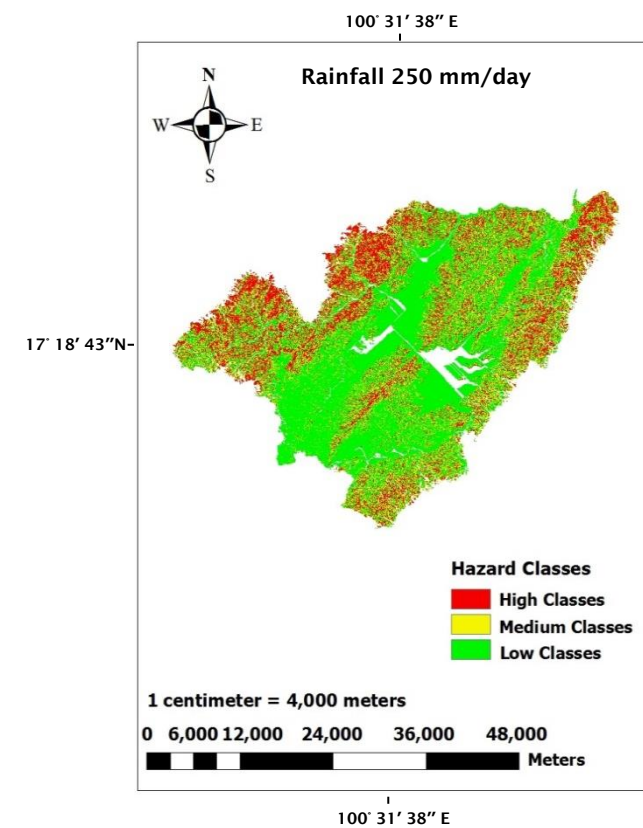 100° 31′ 38″ E
Rainfall 250 mm/day
N
W E
S
17° 18′ 43″N
Hazard Classes
High Classes
Medium Classes
Low Classes
1 centimeter = 4,000 meters
0 6,000 12,000 24,000 36,000 48,000
Meters
100° 31′ 38″ E